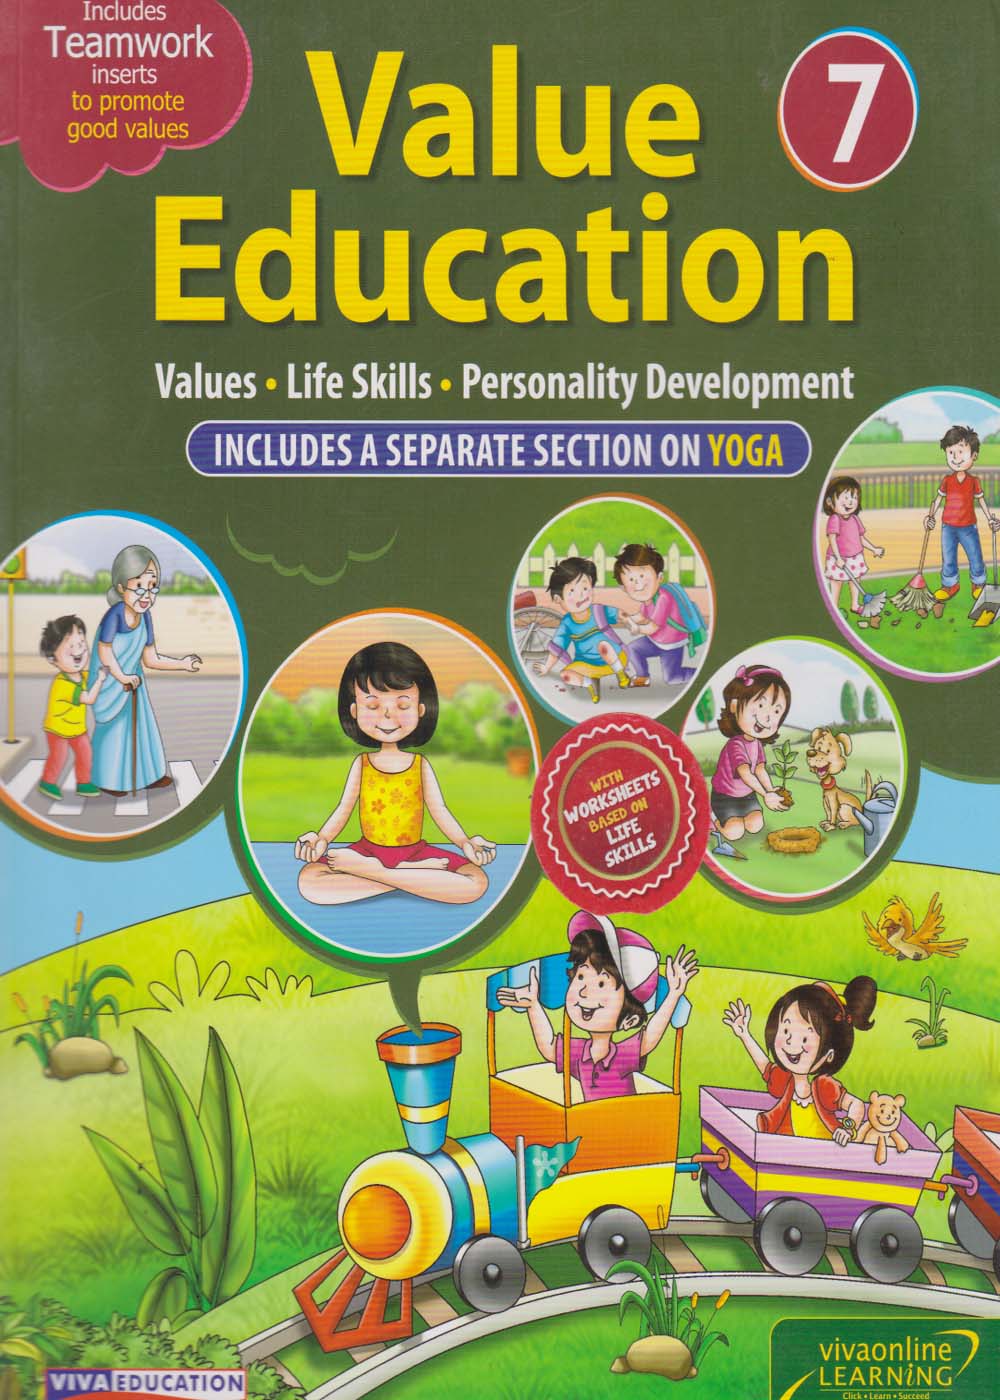 Includes
Teamwork
inserts
to promote
good values
Value
Education
7
Values • Life Skills • Personality Development
INCLUDES A SEPARATE SECTION ON YOGA
WITH
WORKSHEETS
BASED ON
LIFE
SKILLS
VIVA EDUCATION
vivaonline
LEARNiNG
Click • Learn • Succeed